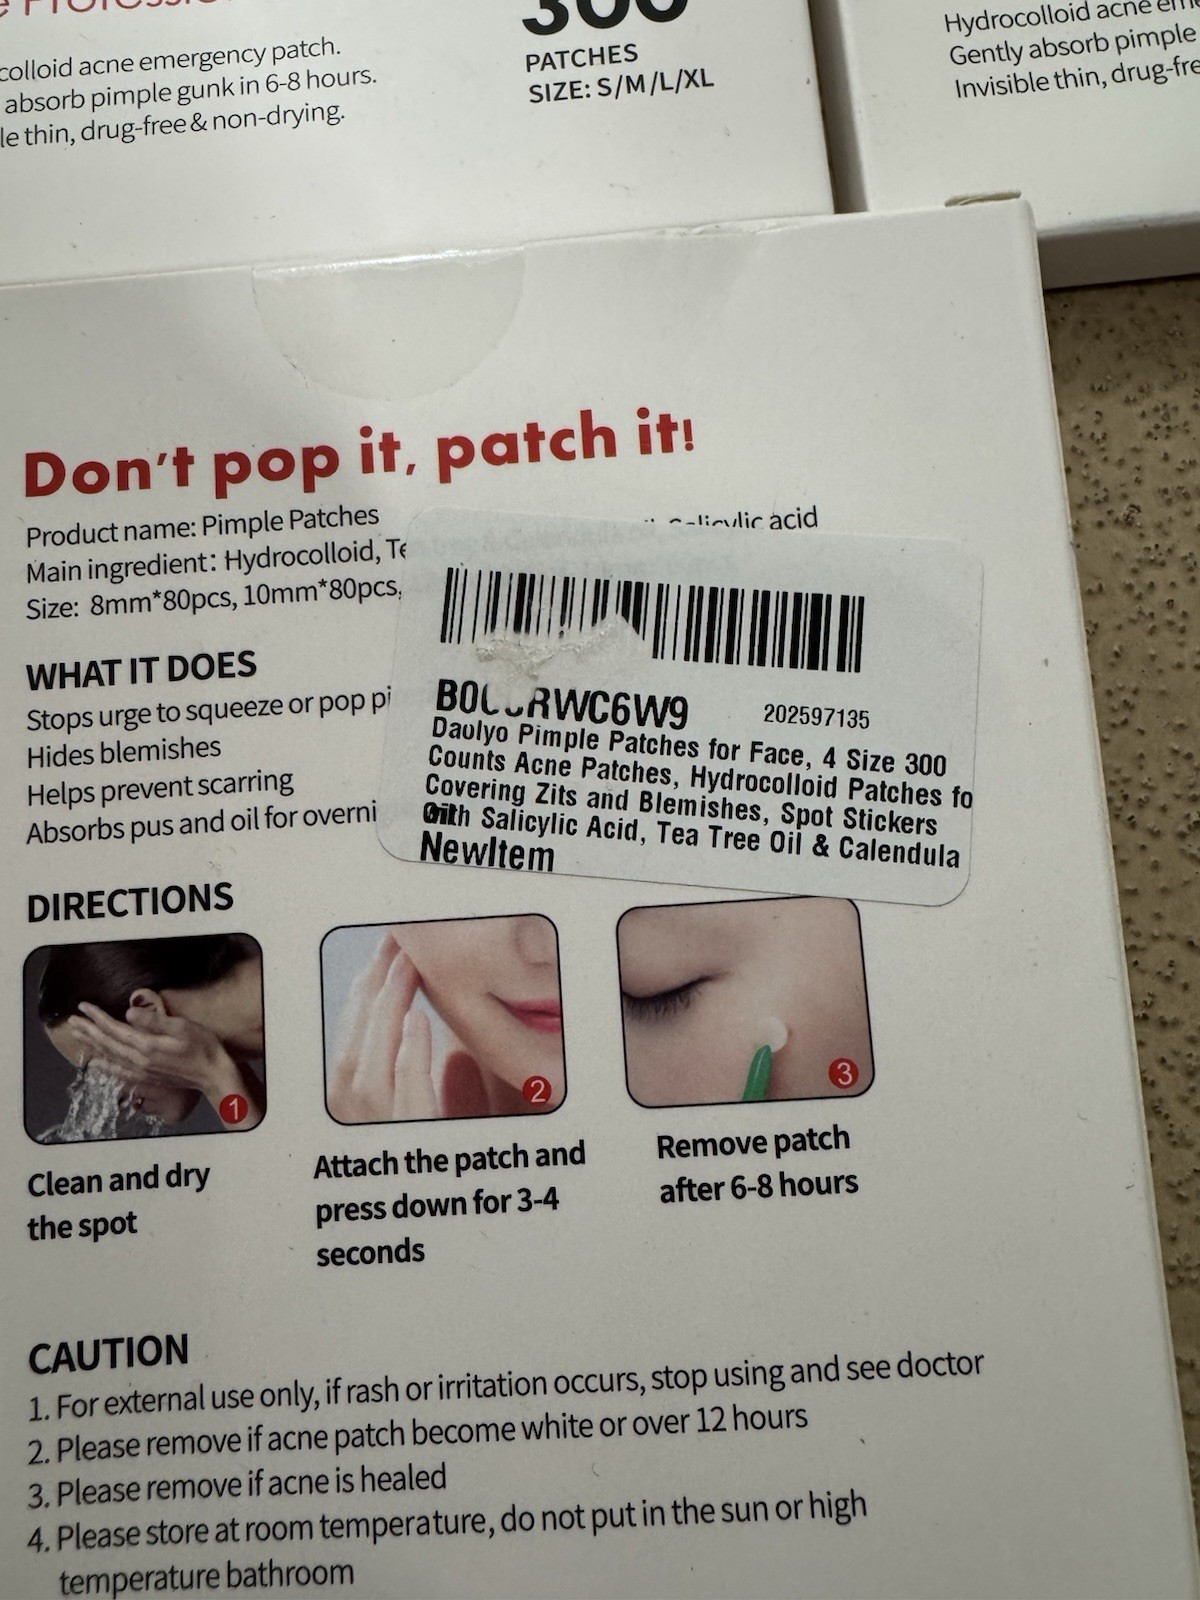 colloid acne emergency patch.
absorb pimple gunk in 6-8 hours.
thin, drug-free & non-drying.
300
PATCHES
SIZE: S/M/L/XL
Hydrocolloid acne
Gently absorb pimple
Invisible thin, drug-fre
Don't pop it, patch it!
Product name: Pimple Patches
Main ingredient: Hydrocolloid, Te
Salicylic acid
Size: 8mm*80pcs, 10mm*80pcs,
WHAT IT DOES
Stops urge to squeeze or pop pi
Hides blemishes
Helps prevent scarring
Absorbs pus and oil for overni
202597135
Daolyo Pimple Patches for Face, 4 Size 300
Counts Acne Patches, Hydrocolloid Patches fo
Covering Zits and Blemishes, Spot Stickers
with Salicylic Acid, Tea Tree Oil & Calendula
NewItem
DIRECTIONS
1
2
3
Clean and dry
the spot
Attach the patch and
press down for 3-4
seconds
Remove patch
after 6-8 hours
CAUTION
1. For external use only, if rash or irritation occurs, stop using and see doctor
2. Please remove if acne patch become white or over 12 hours
3. Please remove if acne is healed
4. Please store at room temperature, do not put in the sun or high
temperature bathroom